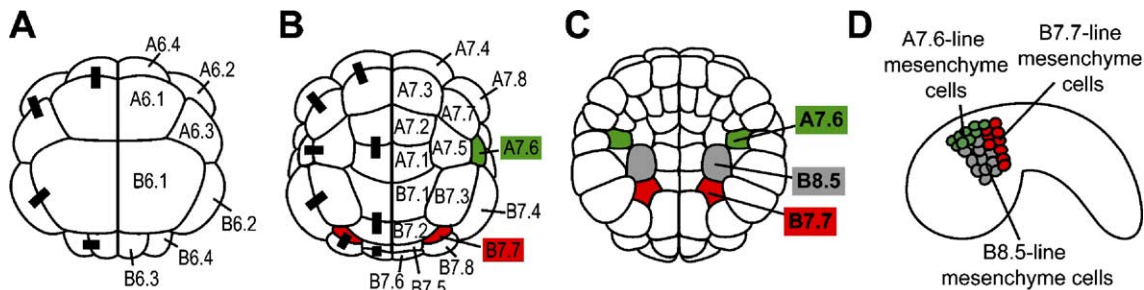 A
A6.4
A6.2
A6.1
A6.3
B6.1
B6.2
B6.4
B6.3
B
A7.4
A7.8
A7.3
A7.7
A7.2
A7.6
A7.5
A7.1
B7.1
B7.3
B7.4
B7.2
B7.7
B7.8
B7.6
B7.5
C
A7.6
B8.5
B7.7
D
A7.6-line
mesenchyme
cells
B7.7-line
mesenchyme
cells
B8.5-line
mesenchyme cells